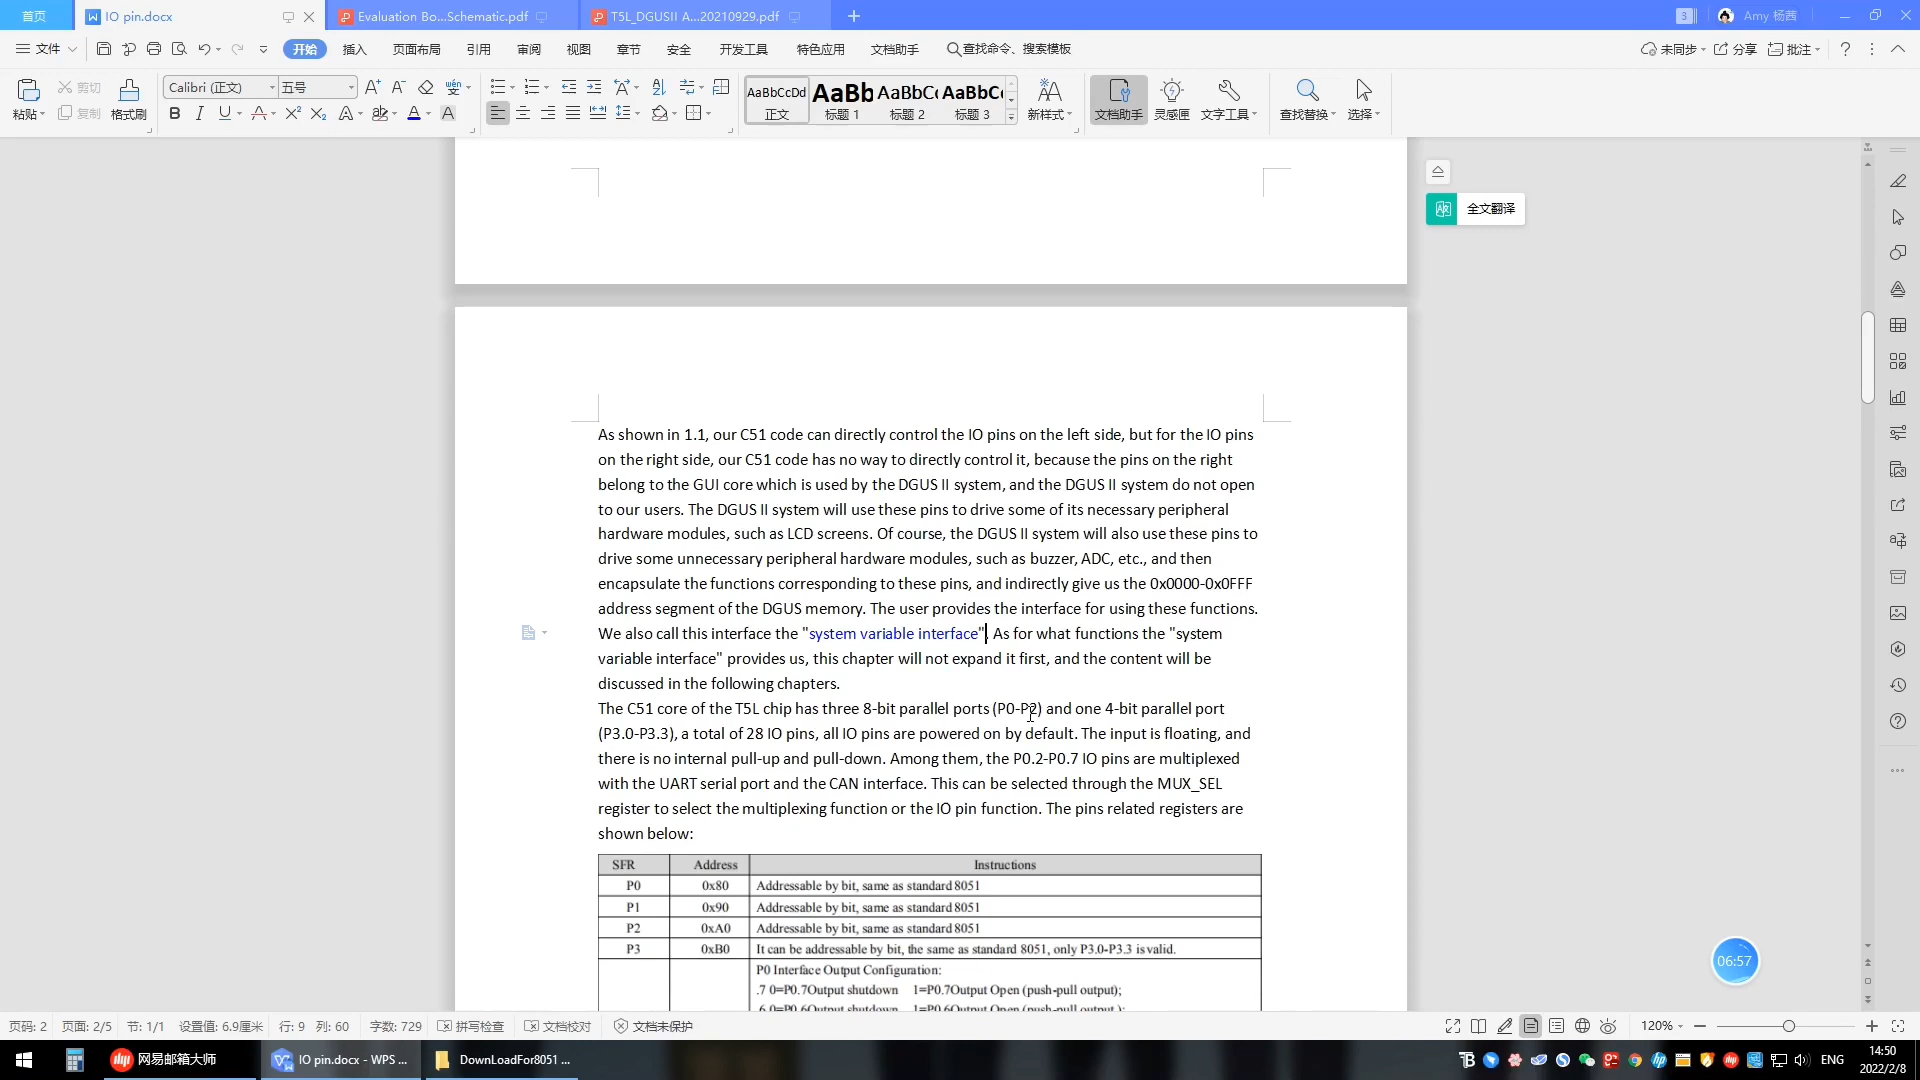 首页 IO pin.docx Evaluation Bo...Schematic.pdf T5L_DGUSII A...20210929.pdf 3 Amy 杨茜
文件 开始 插入 页面布局 引用 审阅 视图 章节 安全 开发工具 特色应用 文档助手 查找命令、搜索模板 未同步 分享 批注
粘贴 剪切 复制 格式刷 Calibri (正文) 五号 AaBbCcDd 正文 AaBb 标题 1 AaBbC 标题 2 AaBbC 标题 3 新样式 文档助手 灵感匣 文字工具 查找替换 选择
全文翻译
As shown in 1.1, our C51 code can directly control the IO pins on the left side, but for the IO pins
on the right side, our C51 code has no way to directly control it, because the pins on the right
belong to the GUI core which is used by the DGUS II system, and the DGUS II system do not open
to our users. The DGUS II system will use these pins to drive some of its necessary peripheral
hardware modules, such as LCD screens. Of course, the DGUS II system will also use these pins to
drive some unnecessary peripheral hardware modules, such as buzzer, ADC, etc., and then
encapsulate the functions corresponding to these pins, and indirectly give us the 0x0000-0x0FFF
address segment of the DGUS memory. The user provides the interface for using these functions.
We also call this interface the "system variable interface". As for what functions the "system
variable interface" provides us, this chapter will not expand it first, and the content will be
discussed in the following chapters.
The C51 core of the T5L chip has three 8-bit parallel ports (P0-P2) and one 4-bit parallel port
(P3.0-P3.3), a total of 28 IO pins, all IO pins are powered on by default. The input is floating, and
there is no internal pull-up and pull-down. Among them, the P0.2-P0.7 IO pins are multiplexed
with the UART serial port and the CAN interface. This can be selected through the MUX_SEL
register to select the multiplexing function or the IO pin function. The pins related registers are
shown below:
SFR Address Instructions
P0 0x80 Addressable by bit, same as standard 8051
P1 0x90 Addressable by bit, same as standard 8051
P2 0xA0 Addressable by bit, same as standard 8051
P3 0xB0 It can be addressable by bit, the same as standard 8051, only P3.0-P3.3 is valid.
P0 Interface Output Configuration:
.7 0=P0.7Output shutdown 1=P0.7Output Open (push-pull output);
.6 0=P0.6Output shutdown 1=P0.6Output Open (push-pull output);
06:57
页码: 2 页面: 2/5 节: 1/1 设置值: 6.9厘米 行: 9 列: 60 字数: 729 拼写检查 文档校对 文档未保护 120%
网易邮箱大师 IO pin.docx - WPS ... DownLoadFor8051 ... ENG 14:50
2022/2/8